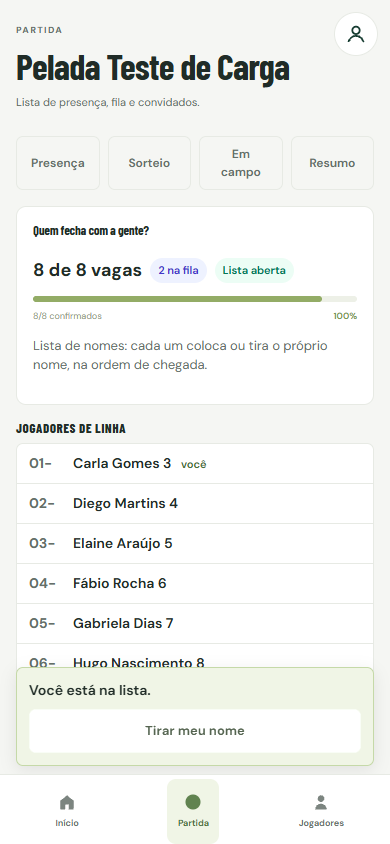 PARTIDA
Pelada Teste de Carga
Lista de presença, fila e convidados.
Presença
Sorteio
Em
campo
Resumo
Quem fecha com a gente?
8 de 8 vagas
2 na fila
Lista aberta
8/8 confirmados
100%
Lista de nomes: cada um coloca ou tira o próprio
nome, na ordem de chegada.
JOGADORES DE LINHA
01- Carla Gomes 3 você
02- Diego Martins 4
03- Elaine Araújo 5
04- Fábio Rocha 6
05- Gabriela Dias 7
06- Hugo Nascimento 8
Você está na lista.
Tirar meu nome
Início
Partida
Jogadores